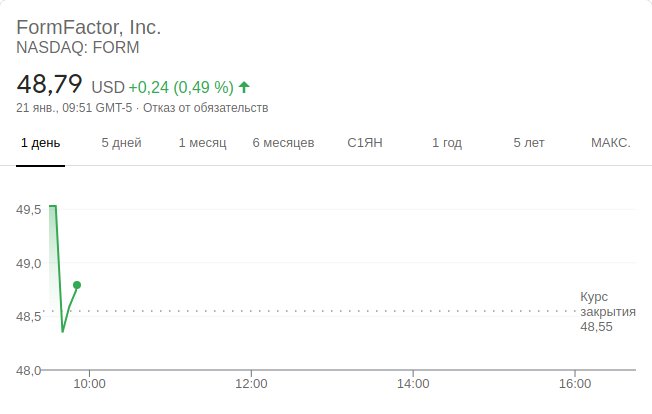 FormFactor, Inc.
NASDAQ: FORM
48,79 USD +0,24 (0,49 %)
21 янв., 09:51 GMT-5 · Отказ от обязательств
1 день 5 дней 1 месяц 6 месяцев С1ЯН 1 год 5 лет МАКС.
49,5
49,0
48,5
48,0
Курс
закрытия
48,55
10:00 12:00 14:00 16:00